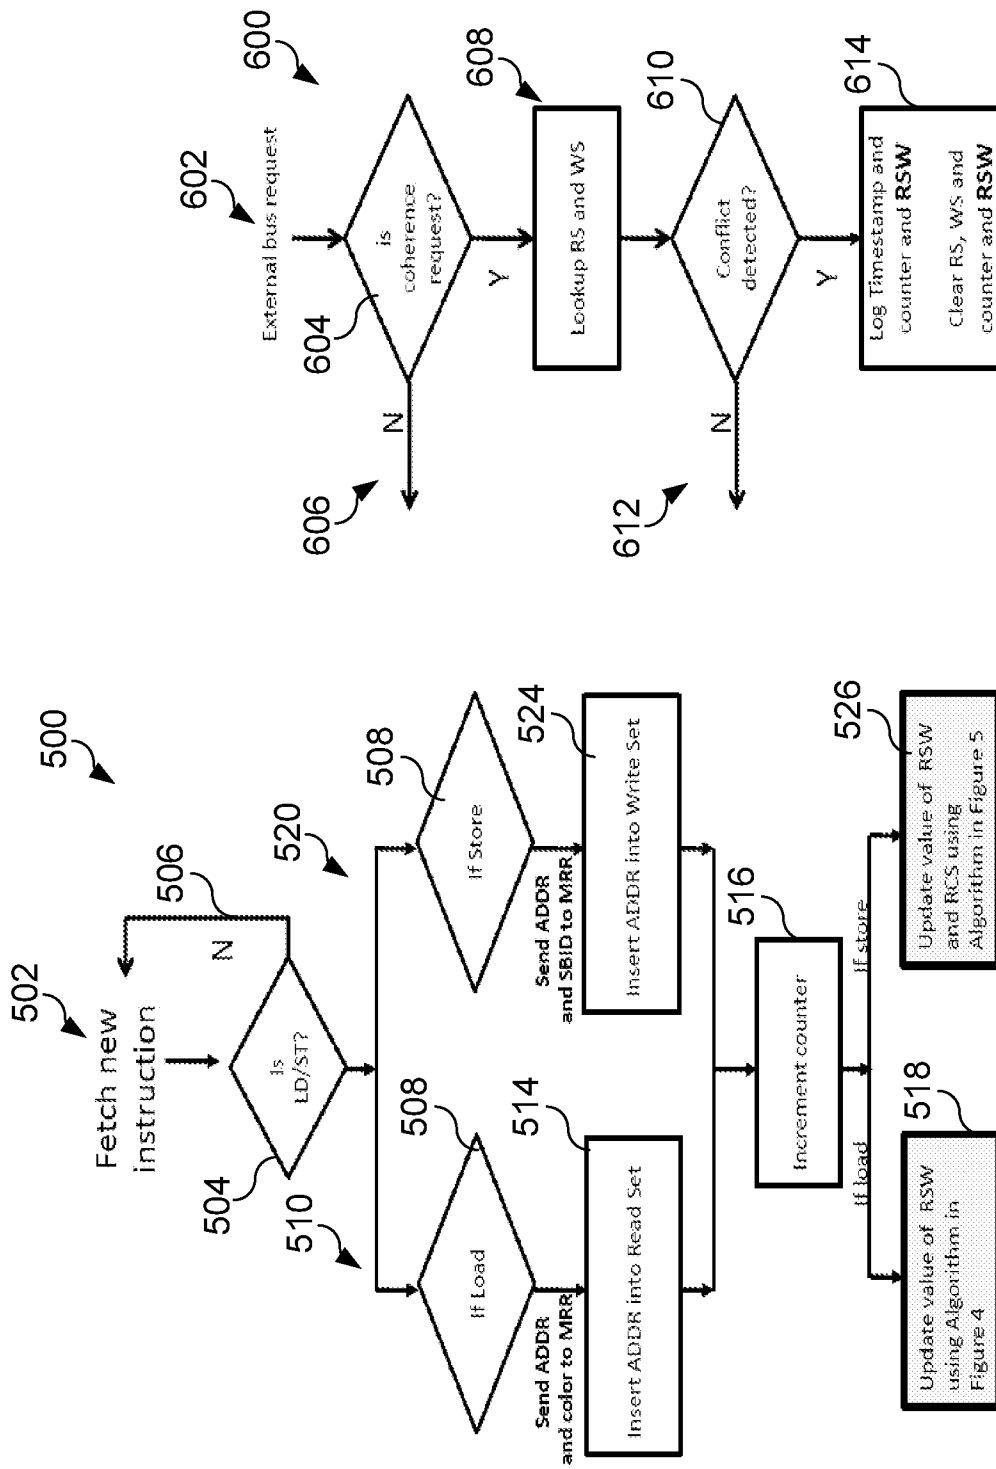 500
502
Fetch new
instruction
504
Is
LD/ST?
N
506
510
520
508
If Load
508
If Store
Send ADDR
and color to MRR
Send ADDR
and SBID to MRR
514
Insert ADDR into Read Set
524
Insert ADDR into Write Set
516
Increment counter
If load
If store
518
Update value of RSW
using Algorithm in
Figure 4
526
Update value of RSW
and RCS using
Algorithm in Figure 5
600
602
External bus request
604
is
coherence
request?
N
606
Y
608
Lookup RS and WS
610
Conflict
detected?
N
612
Y
614
Log Timestamp and
counter and RSW
Clear RS, WS and
counter and RSW